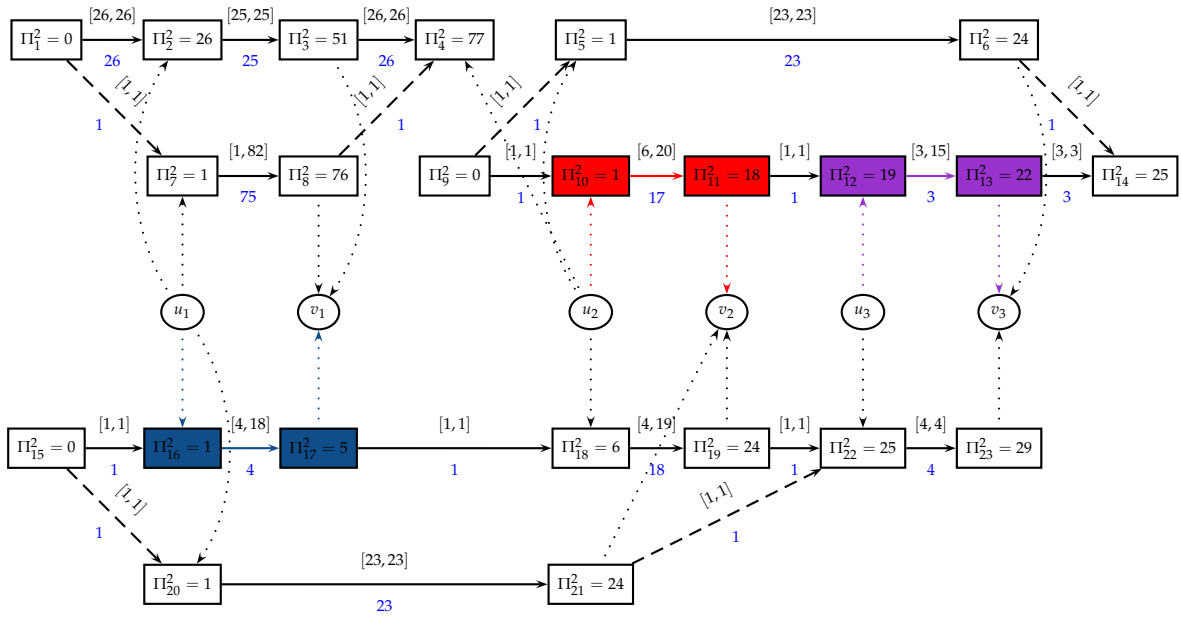 [26, 26] [25, 25] [26, 26] [23, 23]
Π²₁ = 0 Π²₂ = 26 Π²₃ = 51 Π²₄ = 77 Π²₅ = 1 Π²₆ = 24
26 25 26 23
[1, 1] [1, 1] [1, 1] [1, 1]
1 1 1 1
[1, 82] [1, 1] [6, 20] [1, 1] [3, 15] [3, 3]
Π²₇ = 1 Π²₈ = 76 Π²₉ = 0 Π²₁₀ = 1 Π²₁₁ = 18 Π²₁₂ = 19 Π²₁₃ = 22 Π²₁₄ = 25
75 1 17 1 3 3
u₁ v₁ u₂ v₂ u₃ v₃
[1, 1] [4, 18] [1, 1] [4, 19] [1, 1] [4, 4]
Π²₁₅ = 0 Π²₁₆ = 1 Π²₁₇ = 5 Π²₁₈ = 6 Π²₁₉ = 24 Π²₂₂ = 25 Π²₂₃ = 29
1 4 1 18 1 4
[1, 1] [1, 1]
1 1
[23, 23]
Π²₂₀ = 1 Π²₂₁ = 24
23